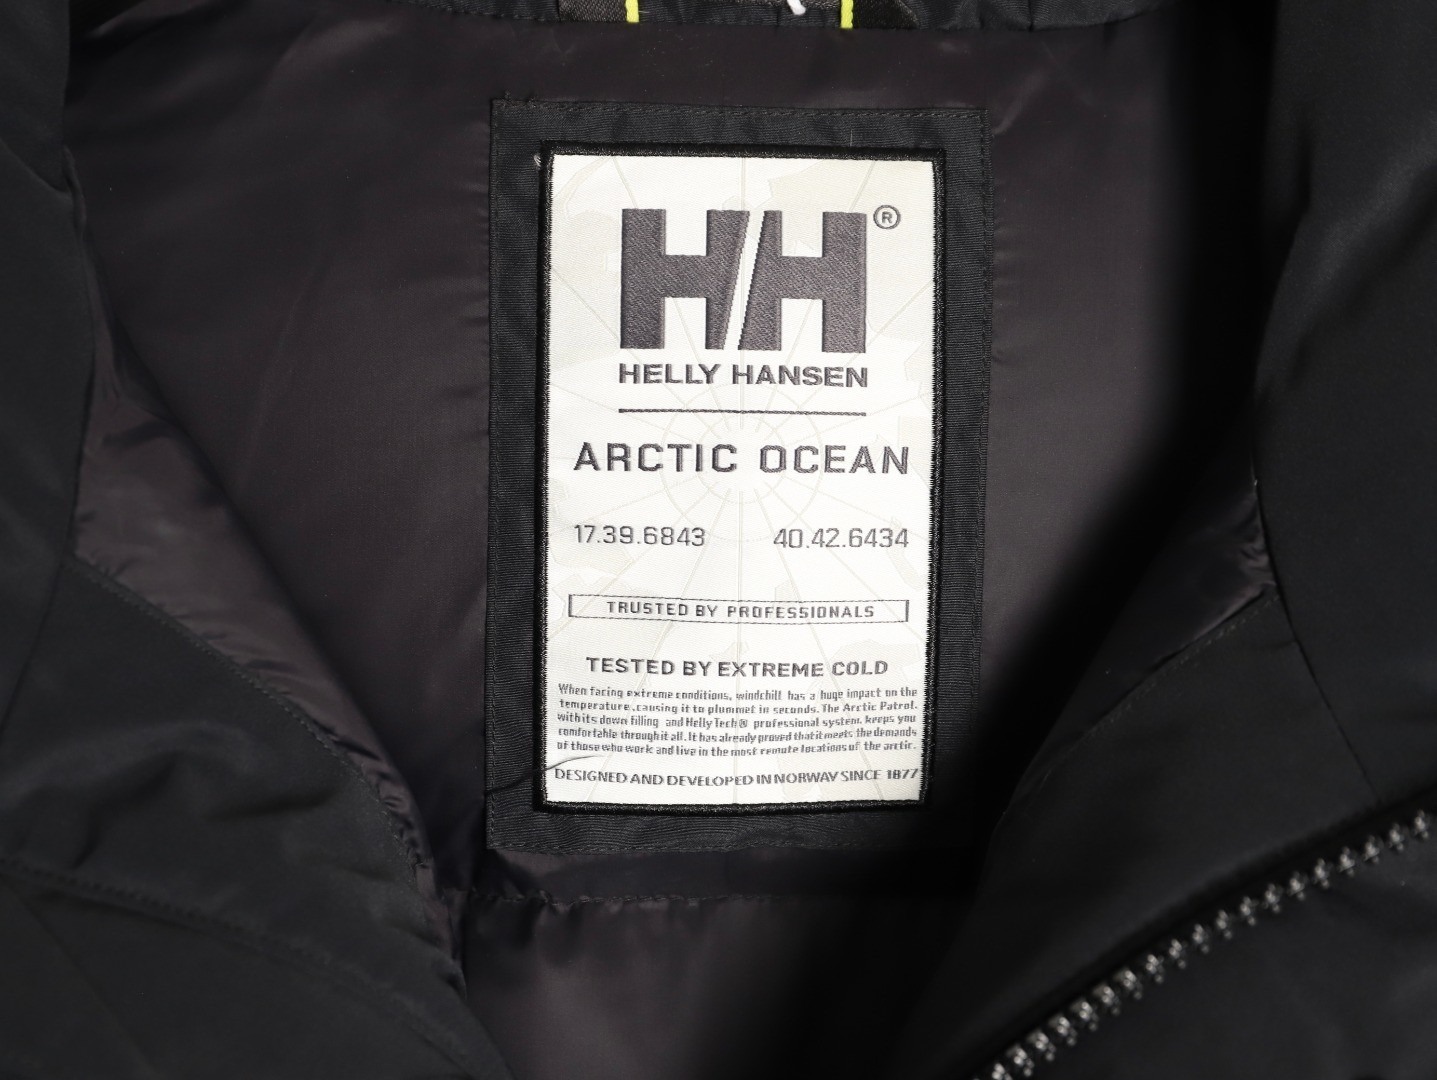 HH®
HELLY HANSEN
ARCTIC OCEAN
17.39.6843 40.42.6434
TRUSTED BY PROFESSIONALS
TESTED BY EXTREME COLD
When facing extreme conditions, windchill has a huge impact on the
temperature, causing it to plummet in seconds. The Arctic Patrol.
with its down filling and Helly Tech® professional system. keeps you
comfortable through it all. It has already proved that it meets the demands
of those who work and live in the most remote locations of the arctic.
DESIGNED AND DEVELOPED IN NORWAY SINCE 1877